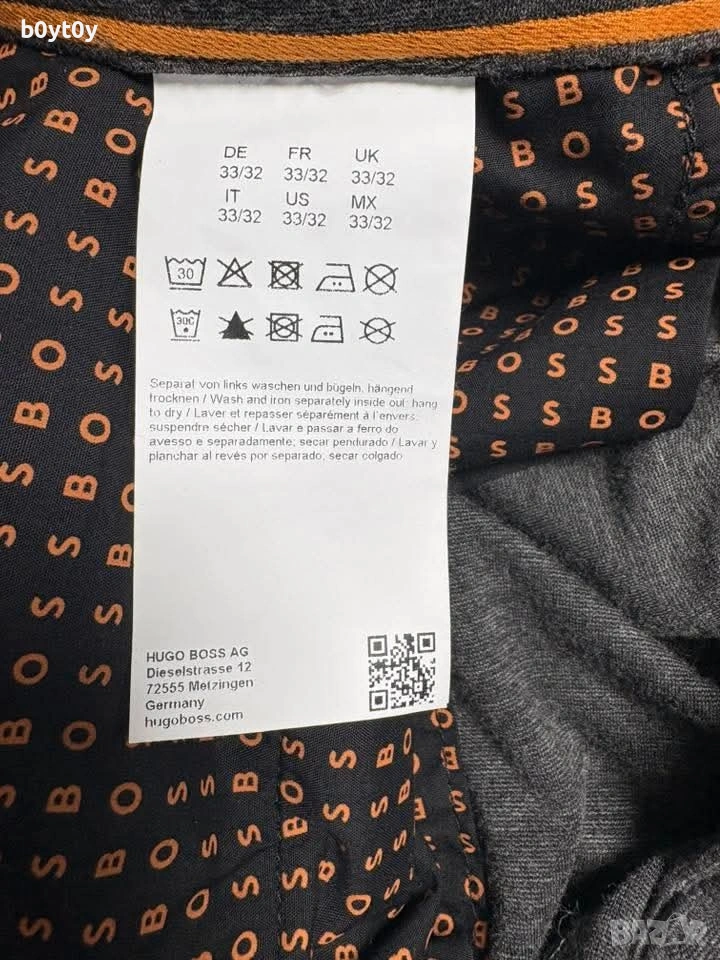 b0yt0y
DE FR UK
33/32 33/32 33/32
IT US MX
33/32 33/32 33/32
30
30C
Separat von links waschen und bügeln, hängend
trocknen / Wash and iron separately inside out; hang
to dry / Laver et repasser séparément à l'envers;
suspendre sécher / Lavar e passar a ferro do
avesso e separadamente; secar pendurado / Lavar y
planchar al revés por separado; secar colgado
HUGO BOSS AG
Dieselstrasse 12
72555 Metzingen
Germany
hugoboss.com
BOSS
BAZAR